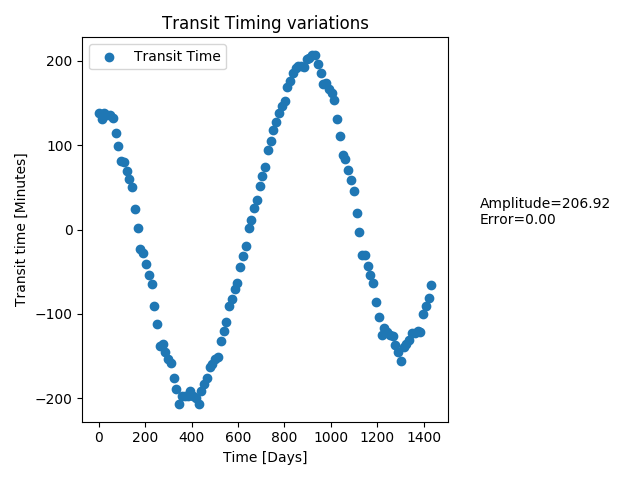 Transit Timing variations
Transit Time
Transit time [Minutes]
200
100
0
−100
−200
0 200 400 600 800 1000 1200 1400
Time [Days]
Amplitude=206.92
Error=0.00